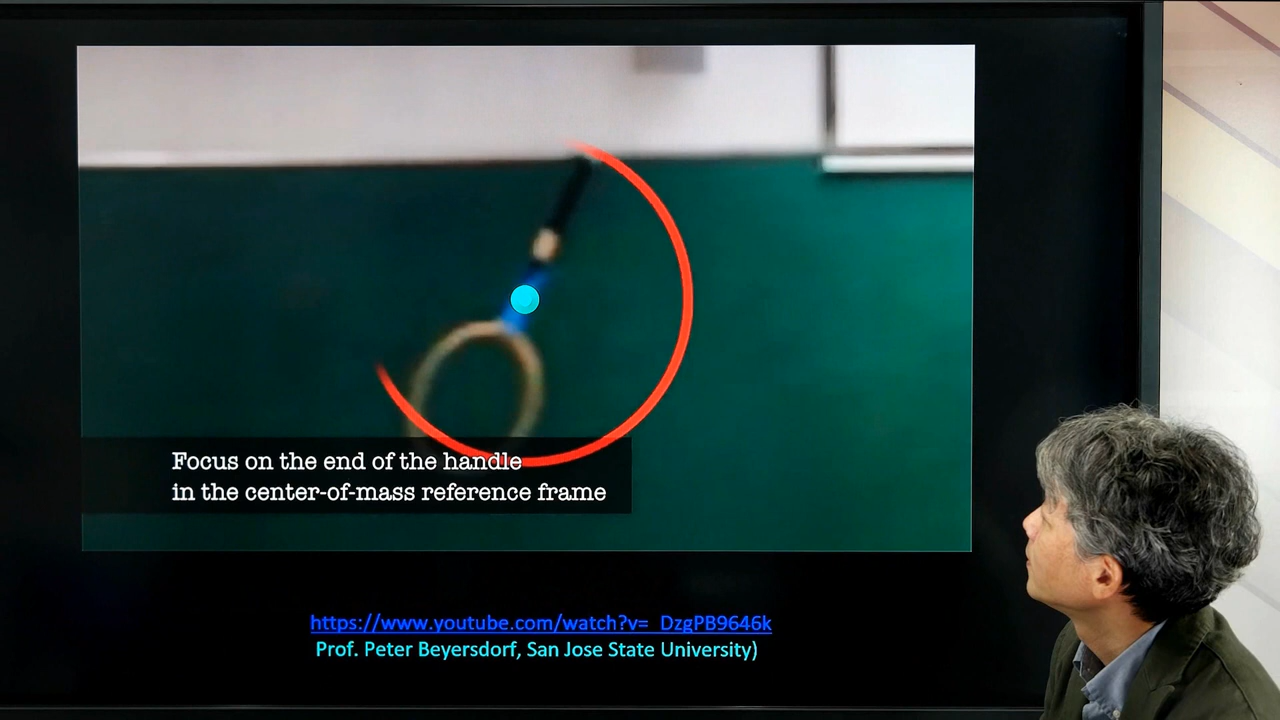 Focus on the end of the handle
in the center-of-mass reference frame
https://www.youtube.com/watch?v=_DzgPB9646k
Prof. Peter Beyersdorf, San Jose State University)